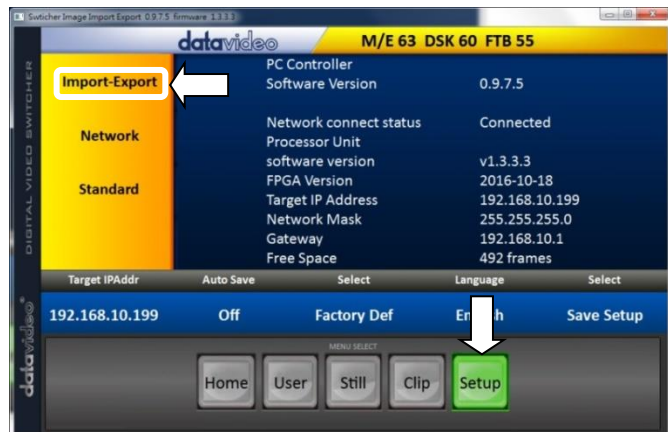 Swticher Image Import Export 0.9.7.5 firmware 1.3.3.3
datavideo
M/E 63 DSK 60 FTB 55
DIGITAL VIDEO SWITCHER
Import-Export
Network
Standard
PC Controller
Software Version 0.9.7.5
Network connect status Connected
Processor Unit
software version v1.3.3.3
FPGA Version 2016-10-18
Target IP Address 192.168.10.199
Network Mask 255.255.255.0
Gateway 192.168.10.1
Free Space 492 frames
Target IPAddr Auto Save Select Language Select
192.168.10.199 Off Factory Def Save Setup
datavideo
MENU SELECT
Home User Still Clip Setup